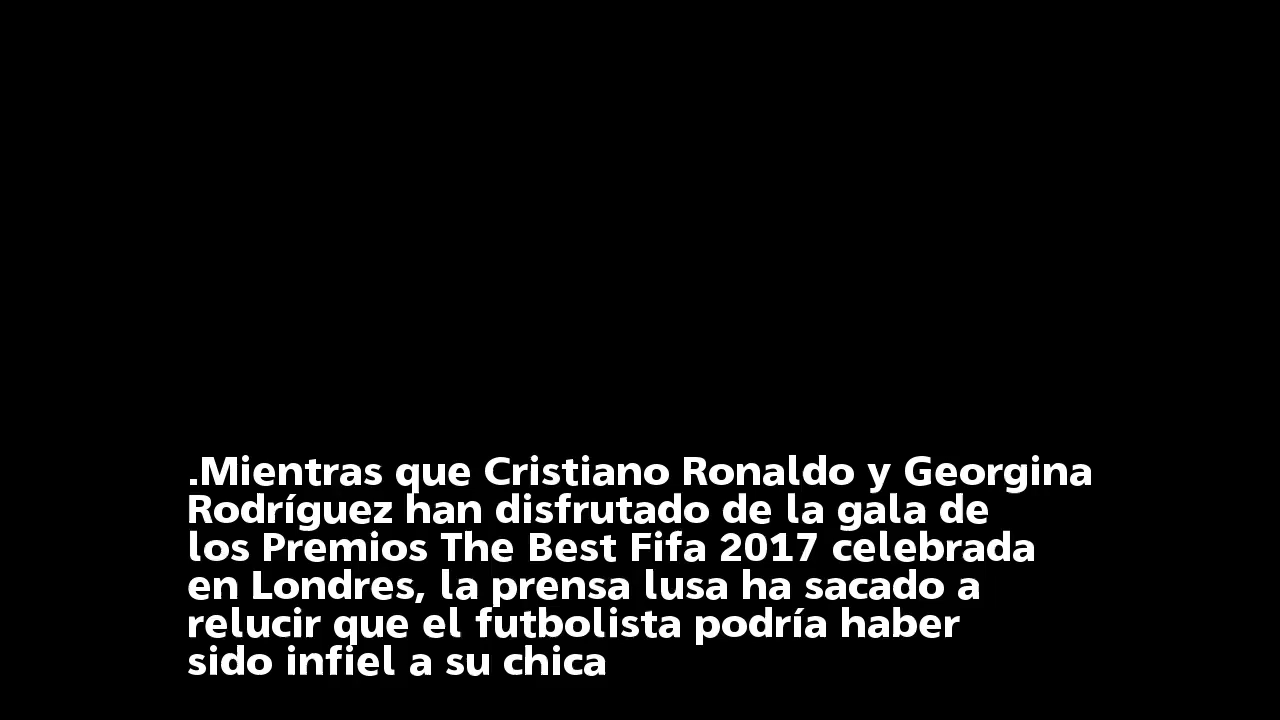 .Mientras que Cristiano Ronaldo y Georgina
Rodríguez han disfrutado de la gala de
los Premios The Best Fifa 2017 celebrada
en Londres, la prensa lusa ha sacado a
relucir que el futbolista podría haber
sido infiel a su chica